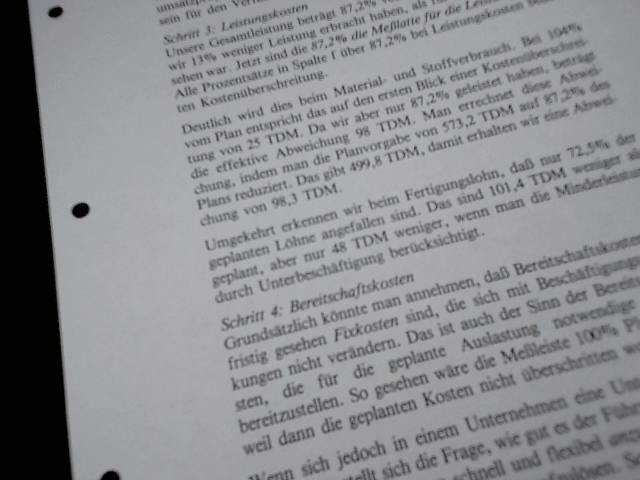 sein für den
Schritt 3: Leistungskosten
Unsere Gesamtleistung beträgt 87,2%
wir 13% weniger Leistung erbracht haben, als
sehen war. Jetzt sind die 87,2% die Meßlatte für die
Alle Prozentsätze in Spalte f über 87,2% bei Leistungskosten
ten Kostenüberschreitung.
Deutlich wird dies beim Material- und Stoffverbrauch. Bei 104%
vom Plan entspricht das auf den ersten Blick einer Kostenüberschrei-
tung von 25 TDM. Da wir aber nur 87,2% geleistet haben, beträgt
die effektive Abweichung 98 TDM. Man errechnet diese Abwei-
chung, indem man die Planvorgabe von 573,2 TDM auf 87,2% des
Plans reduziert. Das gibt 499,8 TDM, damit erhalten wir eine Abwei-
chung von 98,3 TDM.
Umgekehrt erkennen wir beim Fertigungslohn, daß nur 72,5% der
geplanten Löhne angefallen sind. Das sind 101,4 TDM weniger als
geplant, aber nur 48 TDM weniger, wenn man die Minderleistung
durch Unterbeschäftigung berücksichtigt.
Schritt 4: Bereitschaftskosten
Grundsätzlich könnte man annehmen, daß Bereitschaftskosten
fristig gesehen Fixkosten sind, die sich mit Beschäftigungs
kungen nicht verändern. Das ist auch der Sinn der Bereits
sten, die für die geplante Auslastung notwendige
bereitzustellen. So gesehen wäre die Meßleiste 100%
weil dann die geplanten Kosten nicht überschritten
Wenn sich jedoch in einem Unternehmen eine
stellt sich die Frage, wie gut es der
schnell und flexibel